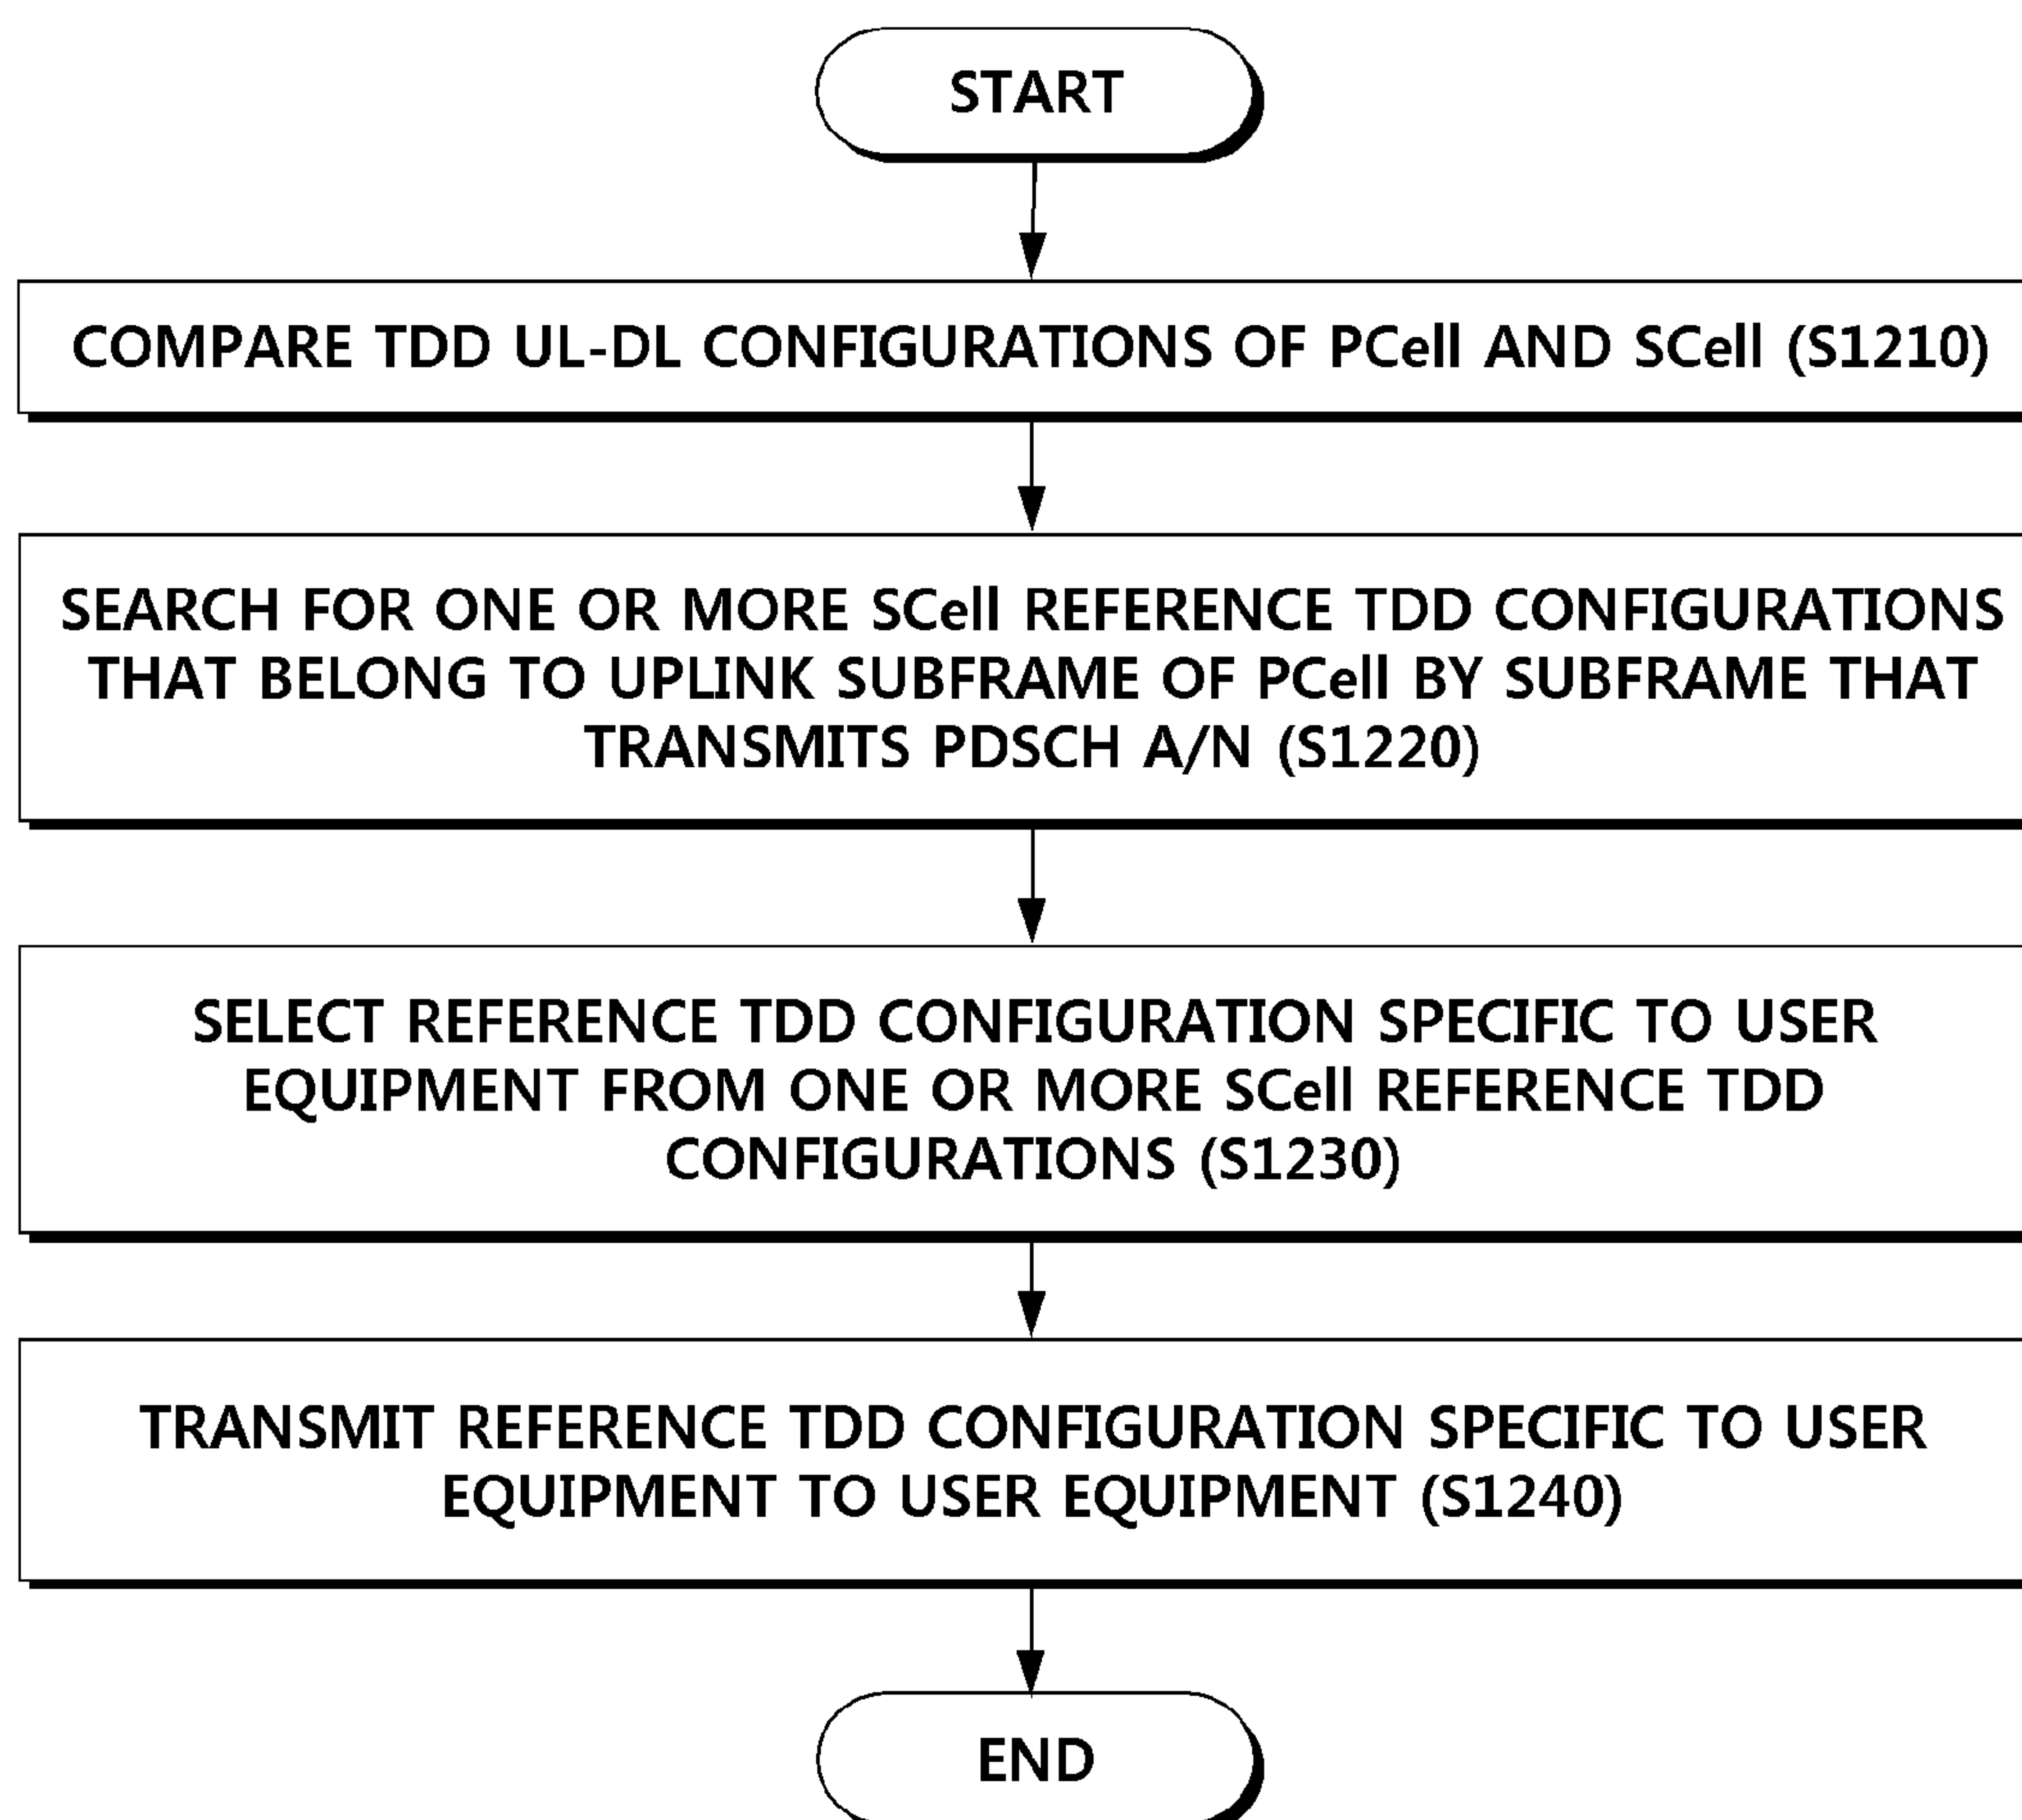 START
COMPARE TDD UL-DL CONFIGURATIONS OF PCell AND SCell (S1210)
SEARCH FOR ONE OR MORE SCell REFERENCE TDD CONFIGURATIONS
THAT BELONG TO UPLINK SUBFRAME OF PCell BY SUBFRAME THAT
TRANSMITS PDSCH A/N (S1220)
SELECT REFERENCE TDD CONFIGURATION SPECIFIC TO USER
EQUIPMENT FROM ONE OR MORE SCell REFERENCE TDD
CONFIGURATIONS (S1230)
TRANSMIT REFERENCE TDD CONFIGURATION SPECIFIC TO USER
EQUIPMENT TO USER EQUIPMENT (S1240)
END